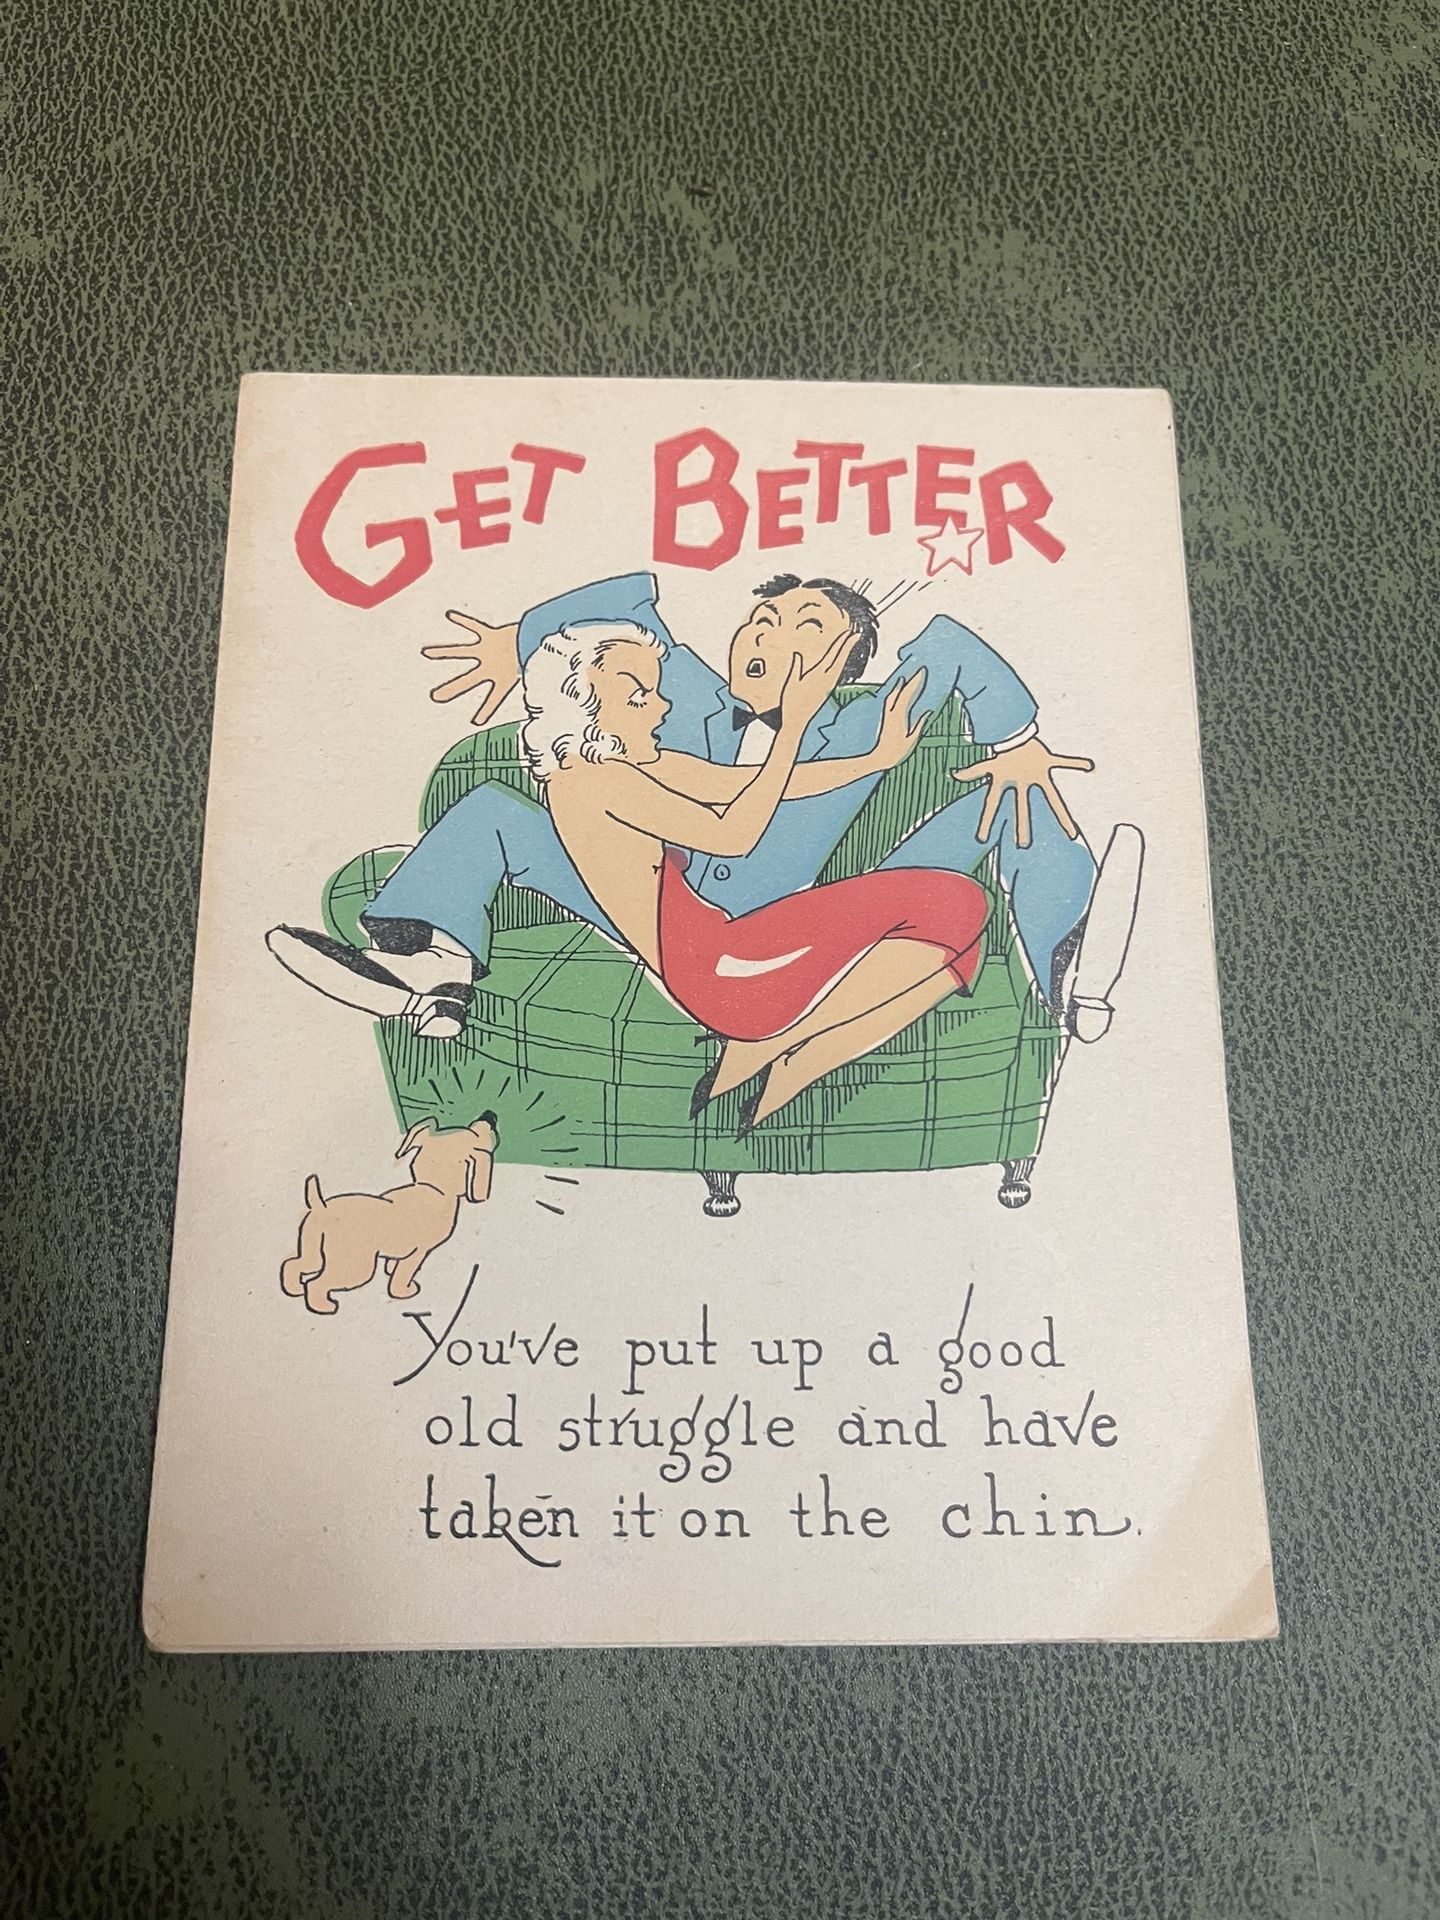 GET BETTER
You've put up a good
old struggle and have
taken it on the chin.